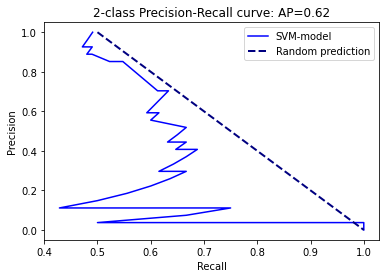 2-class Precision-Recall curve: AP=0.62
SVM-model
Random prediction
Precision
1.0
0.8
0.6
0.4
0.2
0.0
0.4 0.5 0.6 0.7 0.8 0.9 1.0
Recall